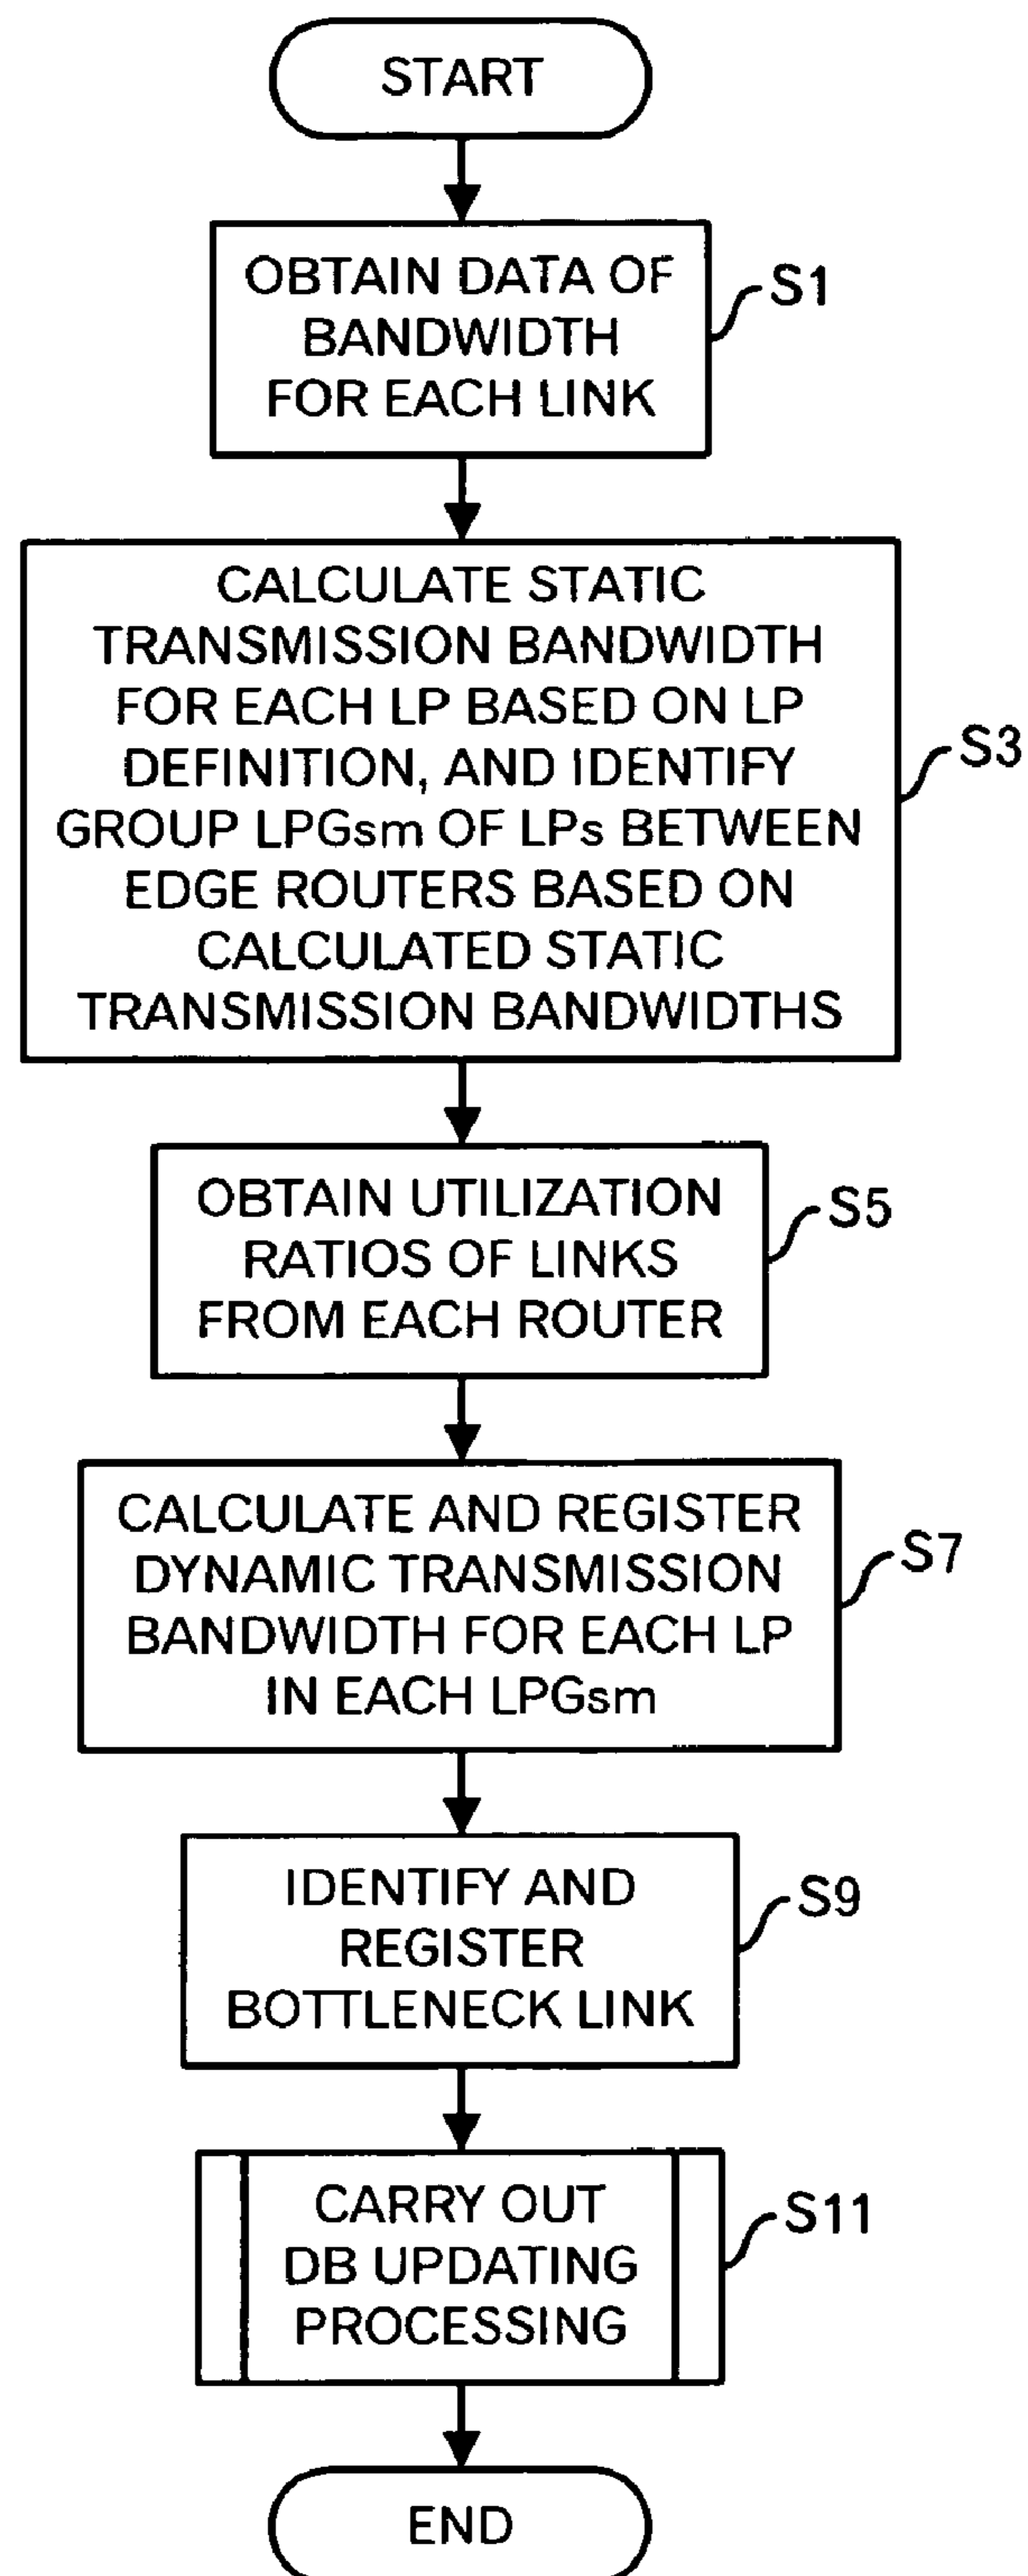 START
OBTAIN DATA OF
BANDWIDTH
FOR EACH LINK
S1
CALCULATE STATIC
TRANSMISSION BANDWIDTH
FOR EACH LP BASED ON LP
DEFINITION, AND IDENTIFY
GROUP LPGsm OF LPs BETWEEN
EDGE ROUTERS BASED ON
CALCULATED STATIC
TRANSMISSION BANDWIDTHS
S3
OBTAIN UTILIZATION
RATIOS OF LINKS
FROM EACH ROUTER
S5
CALCULATE AND REGISTER
DYNAMIC TRANSMISSION
BANDWIDTH FOR EACH LP
IN EACH LPGsm
S7
IDENTIFY AND
REGISTER
BOTTLENECK LINK
S9
CARRY OUT
DB UPDATING
PROCESSING
S11
END